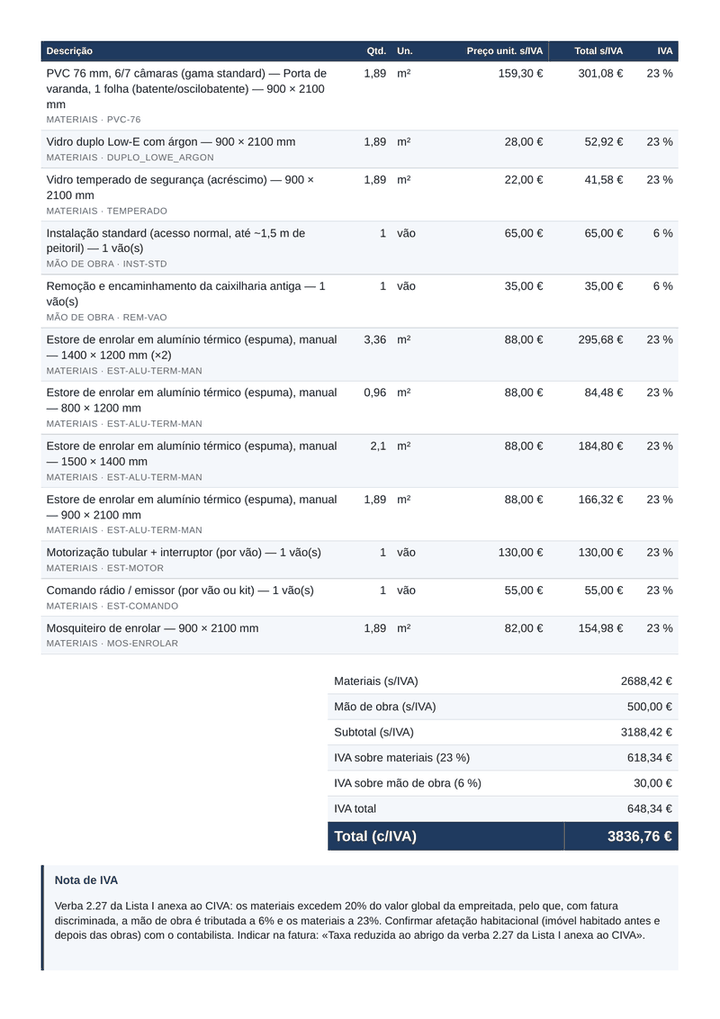 Descrição Qtd. Un. Preço unit. s/IVA Total s/IVA IVA
PVC 76 mm, 6/7 câmaras (gama standard) — Porta de 1,89 m² 159,30 € 301,08 € 23 %
varanda, 1 folha (batente/oscilobatente) — 900 × 2100
mm
MATERIAIS · PVC-76
Vidro duplo Low-E com árgon — 900 × 2100 mm 1,89 m² 28,00 € 52,92 € 23 %
MATERIAIS · DUPLO_LOWE_ARGON
Vidro temperado de segurança (acréscimo) — 900 × 1,89 m² 22,00 € 41,58 € 23 %
2100 mm
MATERIAIS · TEMPERADO
Instalação standard (acesso normal, até ~1,5 m de 1 vão 65,00 € 65,00 € 6 %
peitoril) — 1 vão(s)
MÃO DE OBRA · INST-STD
Remoção e encaminhamento da caixilharia antiga — 1 1 vão 35,00 € 35,00 € 6 %
vão(s)
MÃO DE OBRA · REM-VAO
Estore de enrolar em alumínio térmico (espuma), manual 3,36 m² 88,00 € 295,68 € 23 %
— 1400 × 1200 mm (×2)
MATERIAIS · EST-ALU-TERM-MAN
Estore de enrolar em alumínio térmico (espuma), manual 0,96 m² 88,00 € 84,48 € 23 %
— 800 × 1200 mm
MATERIAIS · EST-ALU-TERM-MAN
Estore de enrolar em alumínio térmico (espuma), manual 2,1 m² 88,00 € 184,80 € 23 %
— 1500 × 1400 mm
MATERIAIS · EST-ALU-TERM-MAN
Estore de enrolar em alumínio térmico (espuma), manual 1,89 m² 88,00 € 166,32 € 23 %
— 900 × 2100 mm
MATERIAIS · EST-ALU-TERM-MAN
Motorização tubular + interruptor (por vão) — 1 vão(s) 1 vão 130,00 € 130,00 € 23 %
MATERIAIS · EST-MOTOR
Comando rádio / emissor (por vão ou kit) — 1 vão(s) 1 vão 55,00 € 55,00 € 23 %
MATERIAIS · EST-COMANDO
Mosquiteiro de enrolar — 900 × 2100 mm 1,89 m² 82,00 € 154,98 € 23 %
MATERIAIS · MOS-ENROLAR
Materiais (s/IVA) 2688,42 €
Mão de obra (s/IVA) 500,00 €
Subtotal (s/IVA) 3188,42 €
IVA sobre materiais (23 %) 618,34 €
IVA sobre mão de obra (6 %) 30,00 €
IVA total 648,34 €
Total (c/IVA) 3836,76 €
Nota de IVA
Verba 2.27 da Lista I anexa ao CIVA: os materiais excedem 20% do valor global da empreitada, pelo que, com fatura
discriminada, a mão de obra é tributada a 6% e os materiais a 23%. Confirmar afetação habitacional (imóvel habitado antes e
depois das obras) com o contabilista. Indicar na fatura: «Taxa reduzida ao abrigo da verba 2.27 da Lista I anexa ao CIVA».